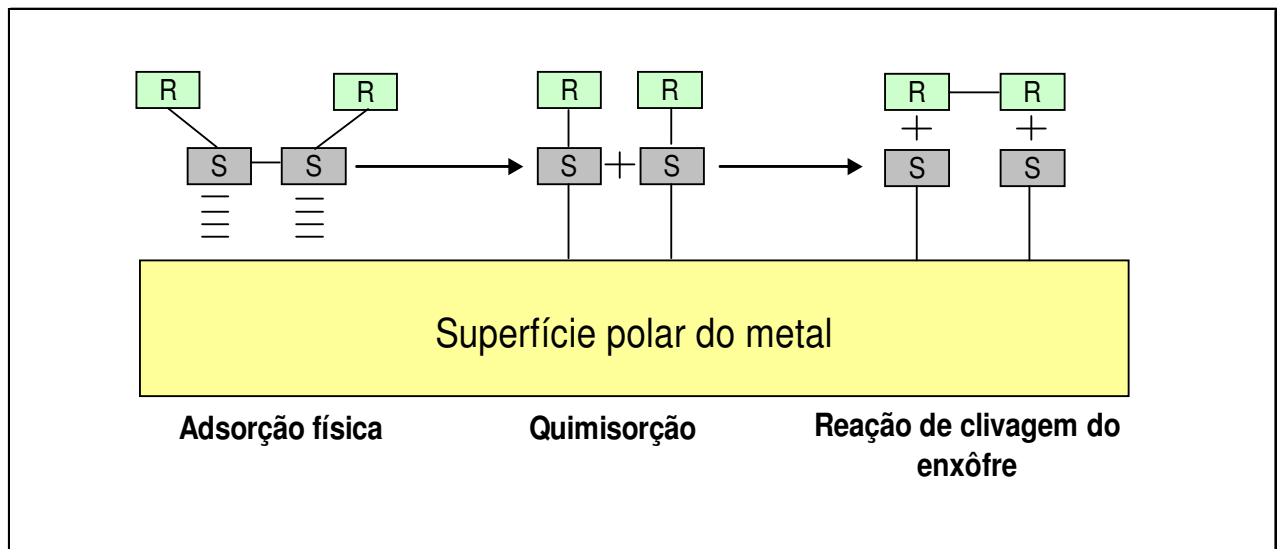 R R R R R R
S S S S S S
Superfície polar do metal
Adsorção física
Quimisorção
Reação de clivagem do
enxôfre